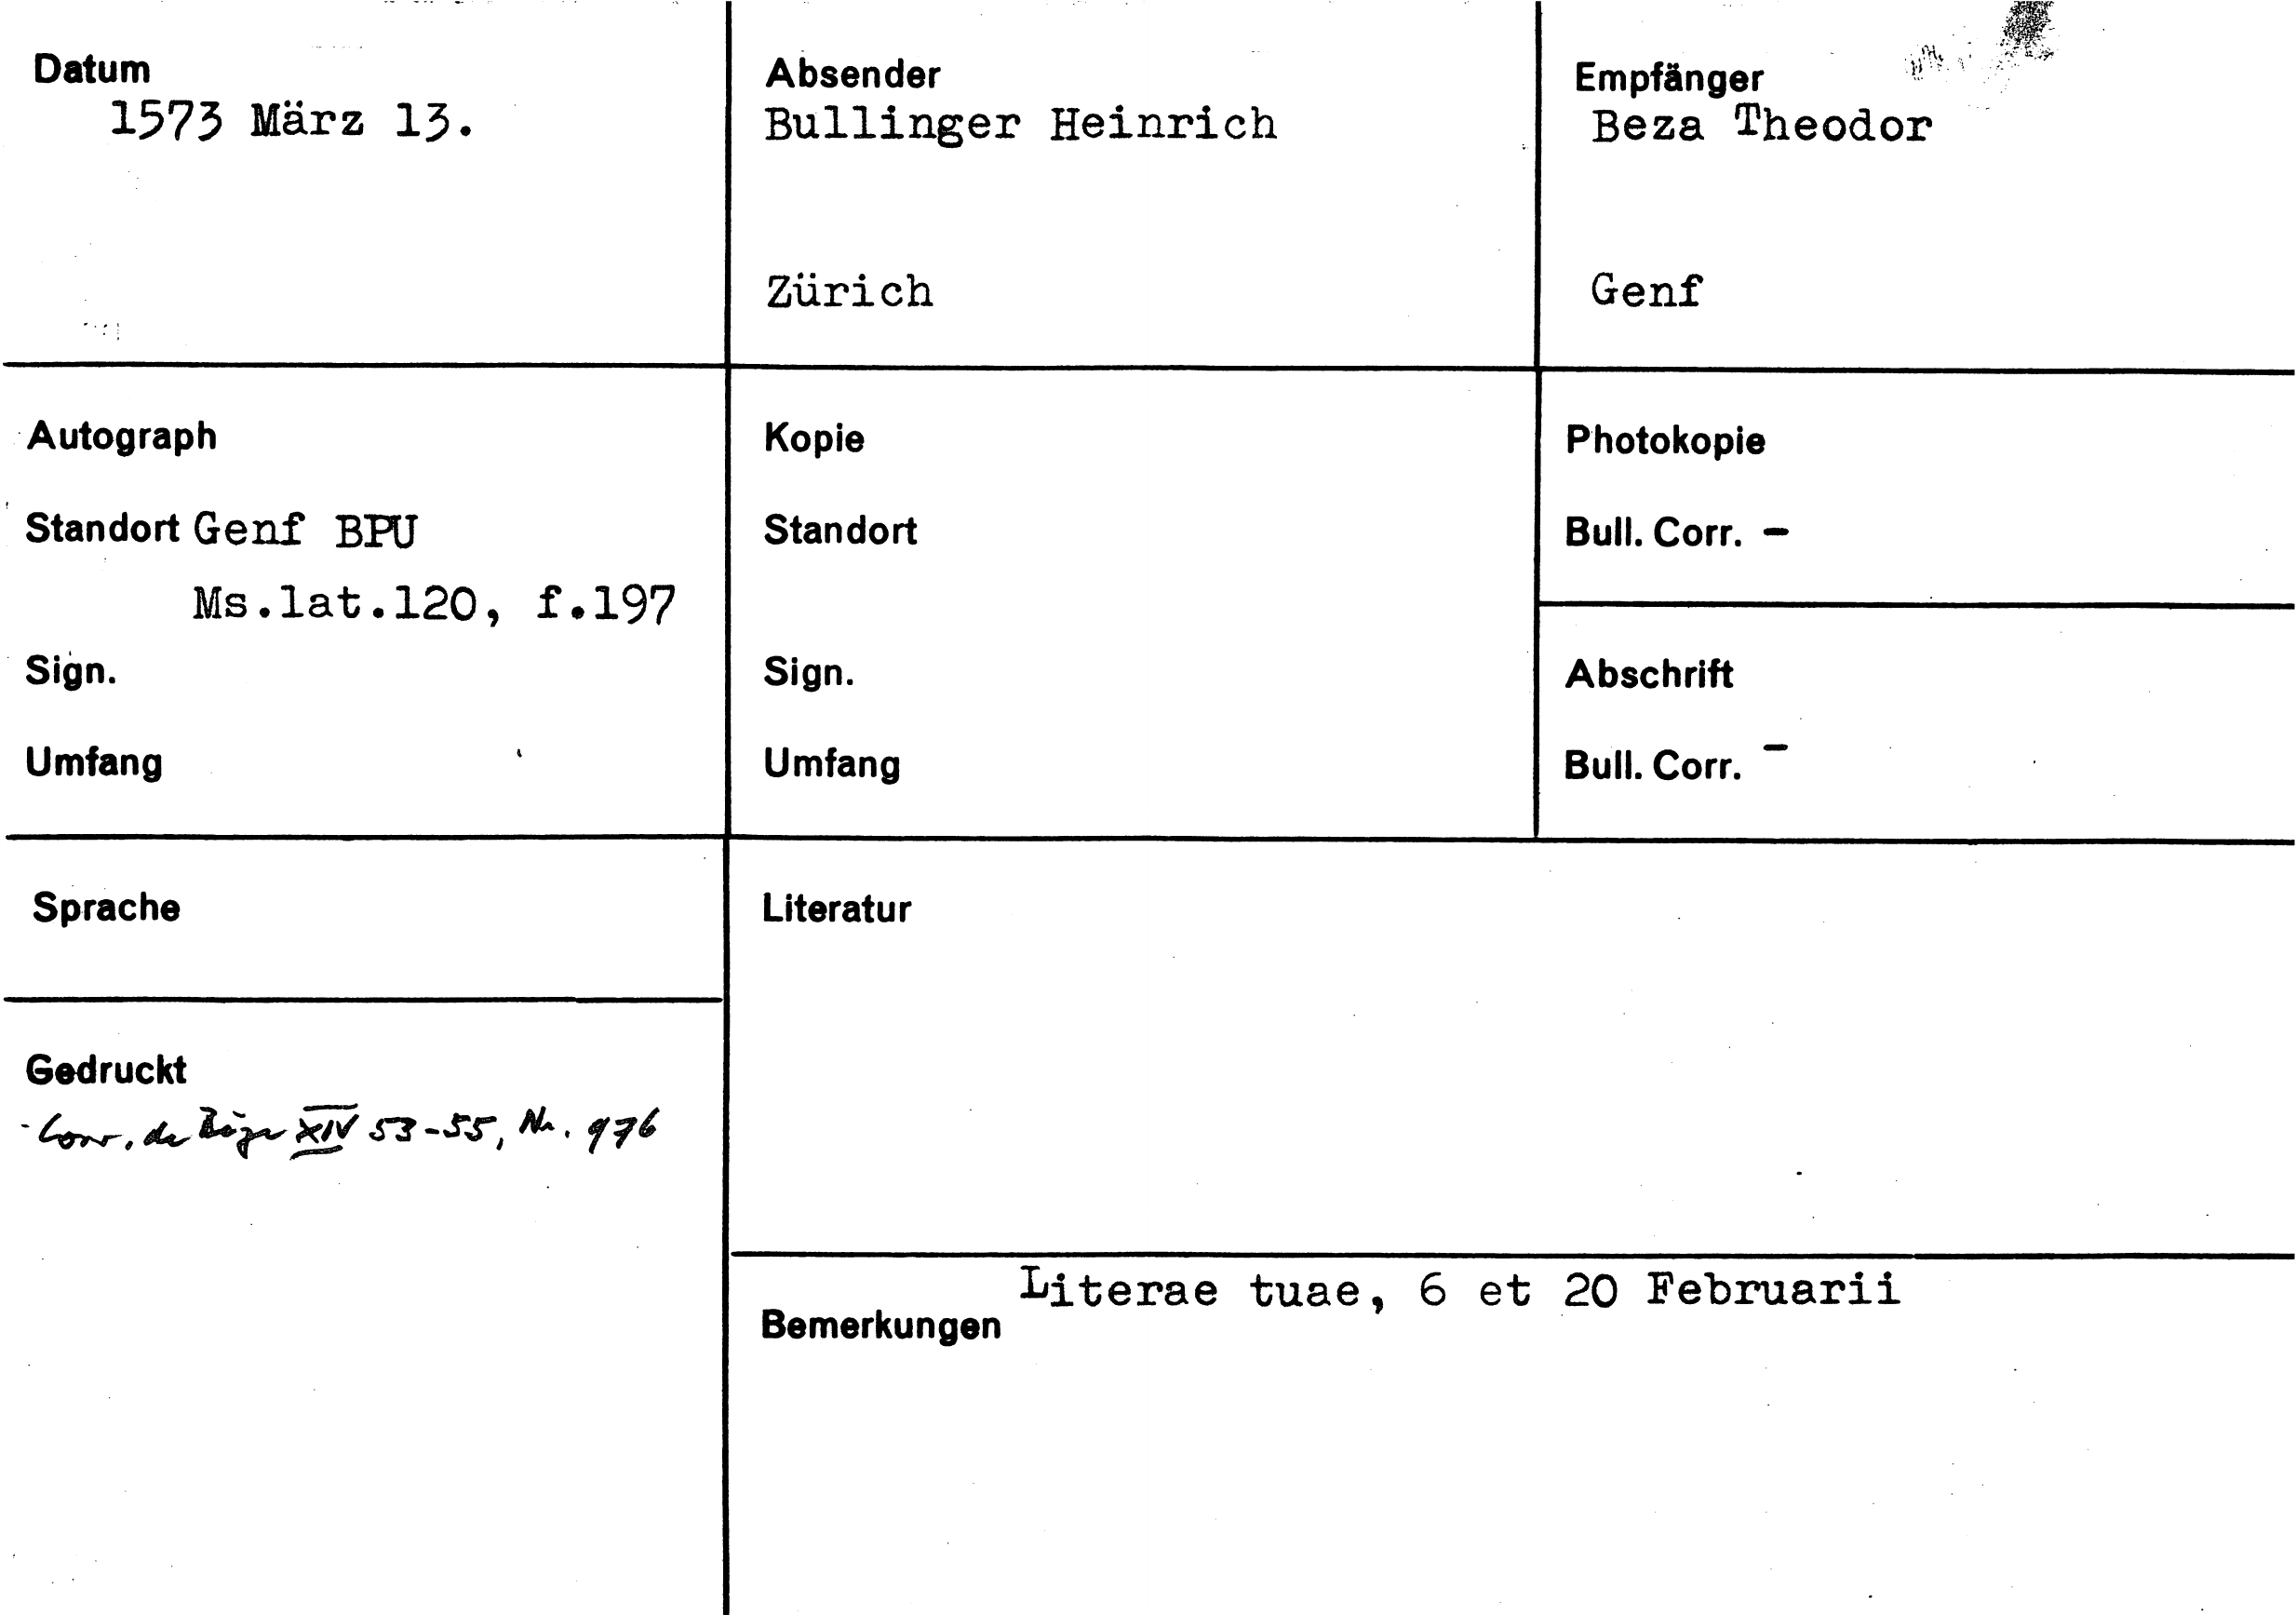 Datum
1573 März 13.
Absender
Bullinger Heinrich
Zürich
Empfänger
Beza Theodor
Genf
Autograph
Standort Genf BPU
Ms.lat.120, f.197
Sign.
Umfang
Kopie
Standort
Sign.
Umfang
Photokopie
Bull. Corr. -
Abschrift
Bull. Corr. -
Sprache
Gedruckt
- Corr. de Bèze XIV 53-55, Nr. 976
Literatur
Literae tuae, 6 et 20 Februarii
Bemerkungen